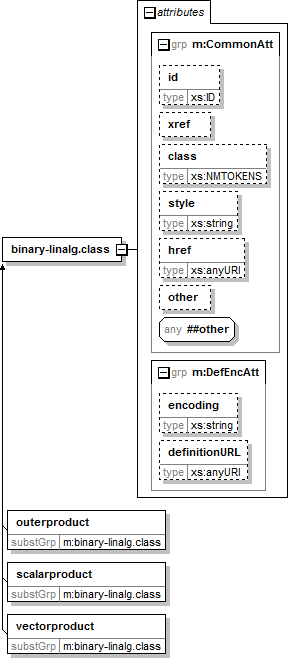 attributes
grp m:CommonAtt
id
type xs:ID
xref
class
type xs:NMTOKENS
style
type xs:string
href
type xs:anyURI
other
any ##other
binary-linalg.class
grp m:DefEncAtt
encoding
type xs:string
definitionURL
type xs:anyURI
outerproduct
substGrp m:binary-linalg.class
scalarproduct
substGrp m:binary-linalg.class
vectorproduct
substGrp m:binary-linalg.class